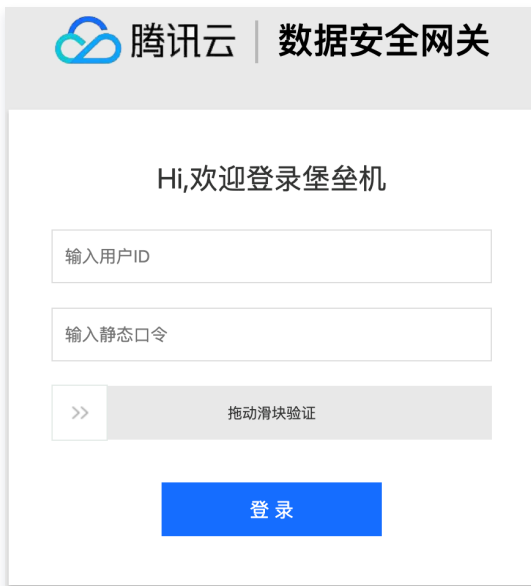 腾讯云 | 数据安全网关
Hi,欢迎登录堡垒机
输入用户ID
输入静态口令
>> 拖动滑块验证
登 录